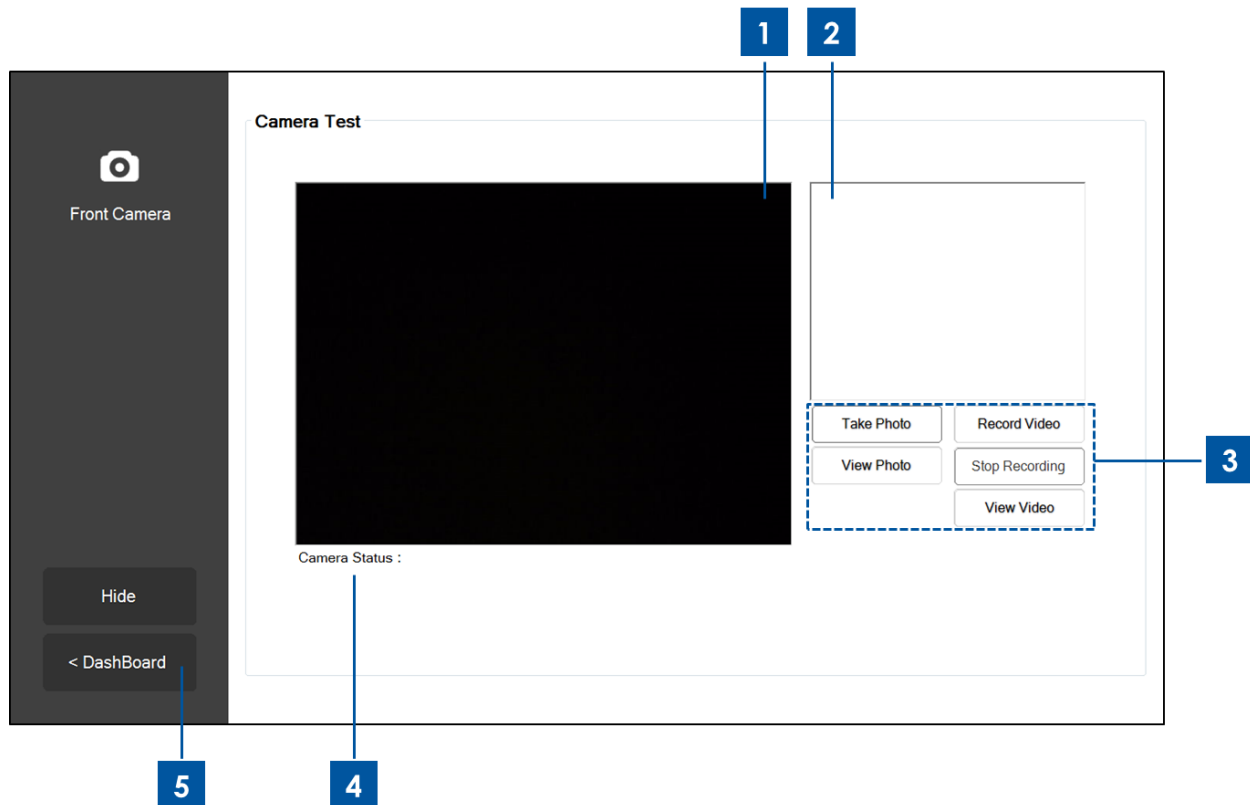 1
2
Camera Test
Front Camera
Take Photo
Record Video
View Photo
Stop Recording
View Video
3
Camera Status :
Hide
< DashBoard
5
4